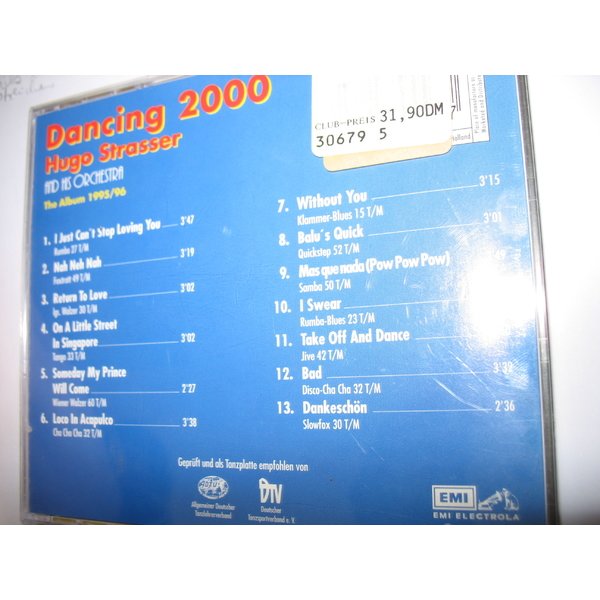 Dancing 2000
Hugo Strasser
AND HIS ORCHESTRA
The Album 1995/96
CLUB-PREIS 31,90DM
30679 5
7
Holland
1. I Just Can't Stop Loving You 3'47
Rumba 27 T/M
2. Nah Neh Nah 3'19
Foxtrott 49 T/M
3. Return To Love 3'02
lg. Walzer 30 T/M
4. On A Little Street
In Singapore 3'02
Tango 33 T/M
5. Someday My Prince
Will Come 2'27
Wiener Walzer 60 T/M
6. Loco In Acapulco 3'38
Cha Cha Cha 32 T/M
7. Without You 3'15
Klammer-Blues 15 T/M
8. Balu's Quick 3'01
Quickstep 52 T/M
9. Mas que nada (Pow Pow Pow) 49
Samba 50 T/M
10. I Swear
Rumba-Blues 23 T/M
11. Take Off And Dance
Jive 42 T/M
12. Bad 3'39
Disco-Cha Cha 32 T/M
13. Dankeschön 2'36
Slowfox 30 T/M
Geprüft und als Tanzplatte empfohlen von
Allgemeiner Deutscher
Tanzlehrerverband
DTV
Deutscher
Tanzsportverband e. V.
EMI
EMI ELECTROLA